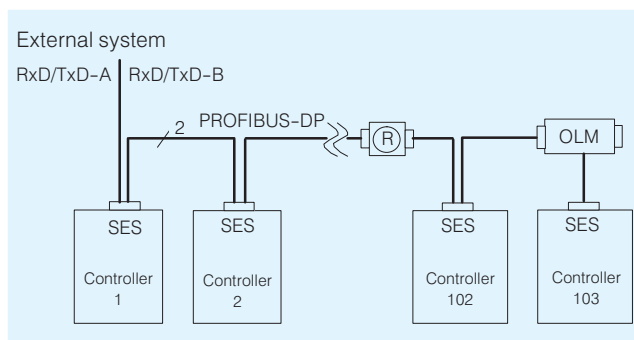 External system
RxD/TxD-A RxD/TxD-B
2 PROFIBUS-DP
R
OLM
SES
SES
SES
SES
Controller
1
Controller
2
Controller
102
Controller
103